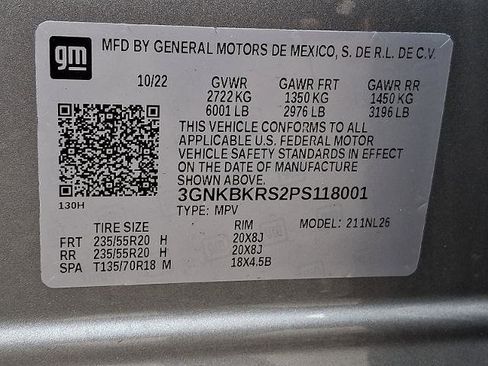 gm
MFD BY GENERAL MOTORS DE MEXICO, S. DE R.L. DE C.V.
10/22 GVWR GAWR FRT GAWR RR
2722 KG 1350 KG 1450 KG
6001 LB 2976 LB 3196 LB
THIS VEHICLE CONFORMS TO ALL
APPLICABLE U.S. FEDERAL MOTOR
VEHICLE SAFETY STANDARDS IN EFFECT
ON THE DATE OF MANUFACTURE
SHOWN ABOVE.
3GNKBKRS2PS118001
130H TYPE: MPV
TIRE SIZE RIM MODEL: 211NL26
FRT 235/55R20 H 20X8J
RR 235/55R20 H 20X8J
SPA T135/70R18 M 18X4.5B